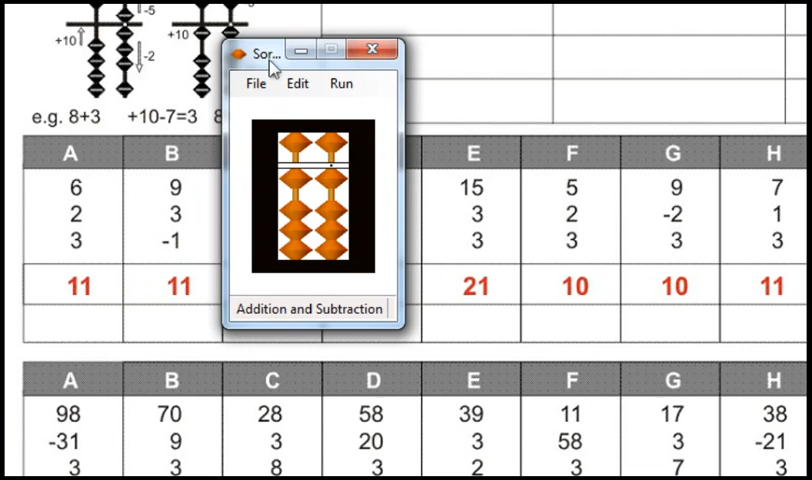 -5
+10
-2
+10
e.g. 8+3 +10-7=3 8
Sor...
File Edit Run
Addition and Subtraction
A B E F G H
6 9 15 5 9 7
2 3 3 2 -2 1
3 -1 3 3 3 3
11 11 21 10 10 11
A B C D E F G H
98 70 28 58 39 11 17 38
-31 9 3 20 3 58 3 -21
3 3 8 3 2 3 7 3